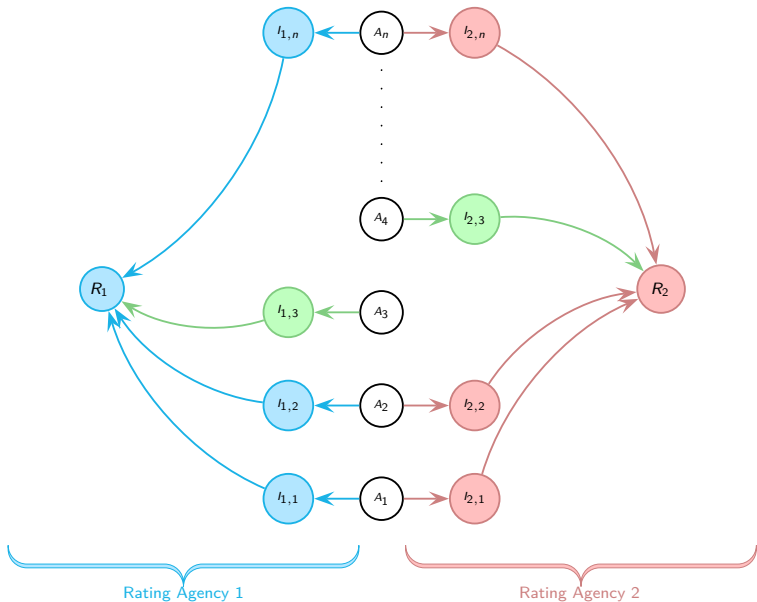 I1,n An I2,n
A4 I2,3
R1 R2
I1,3 A3
I1,2 A2 I2,2
I1,1 A1 I2,1
Rating Agency 1 Rating Agency 2